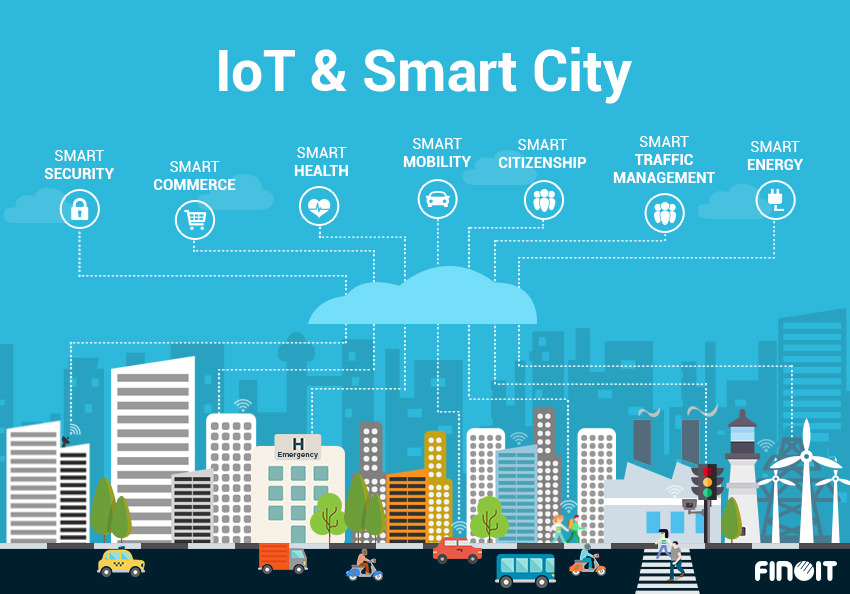 IoT & Smart City
SMART
SECURITY
SMART
COMMERCE
SMART
HEALTH
SMART
MOBILITY
SMART
CITIZENSHIP
SMART
TRAFFIC
MANAGEMENT
SMART
ENERGY
H
Emergency
FINOIT